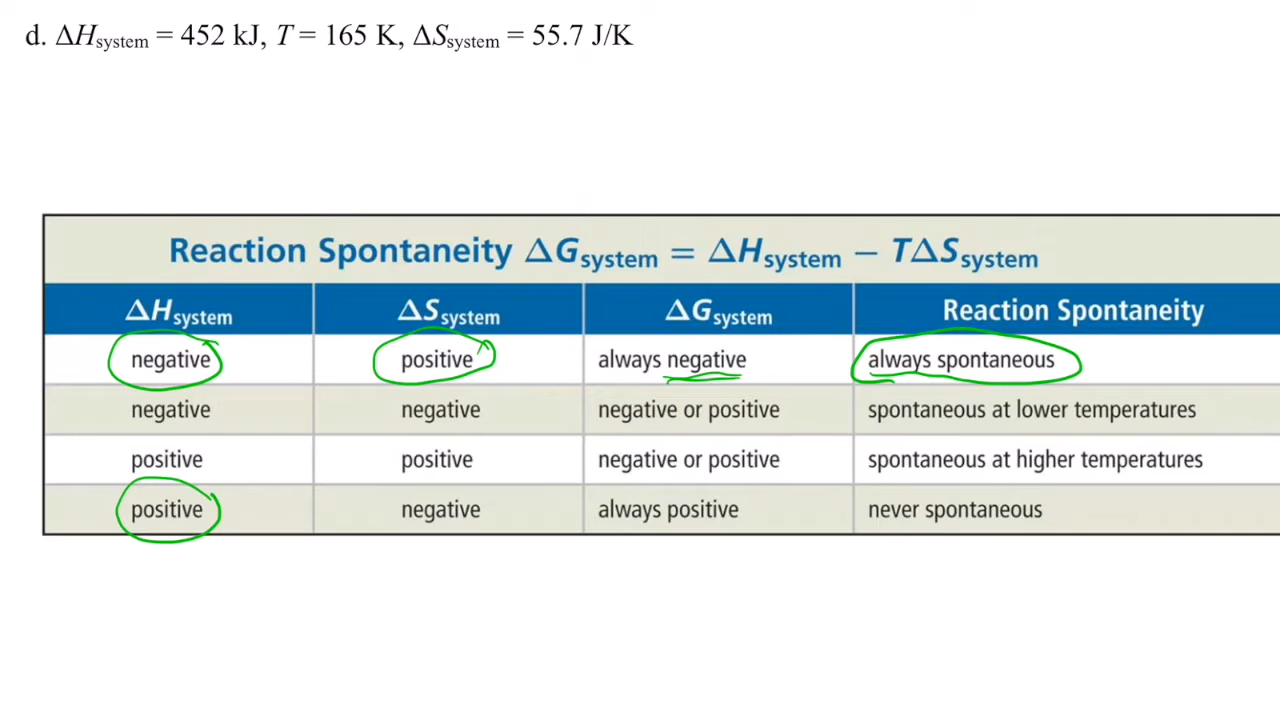 d. ΔHsystem = 452 kJ, T = 165 K, ΔSsystem = 55.7 J/K
Reaction Spontaneity ΔGsystem = ΔHsystem − TΔSsystem
ΔHsystem ΔSsystem ΔGsystem Reaction Spontaneity
negative positive always negative always spontaneous
negative negative negative or positive spontaneous at lower temperatures
positive positive negative or positive spontaneous at higher temperatures
positive negative always positive never spontaneous